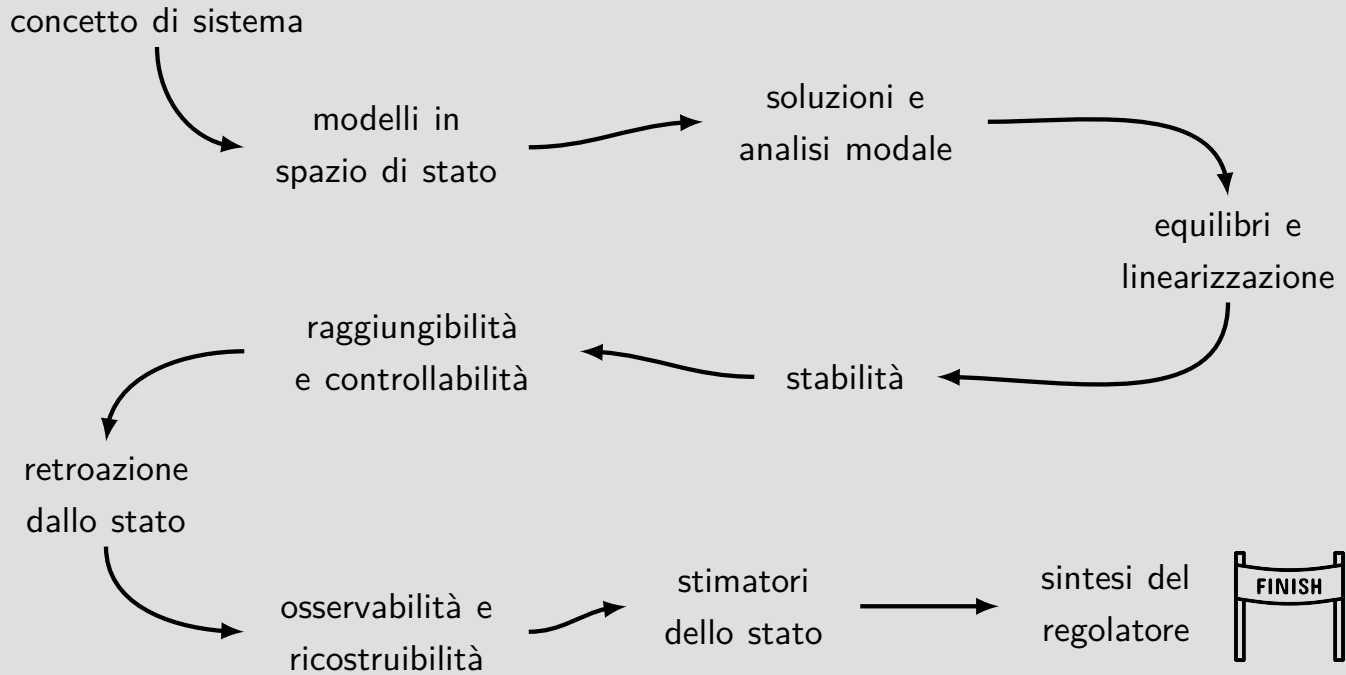 concetto di sistema
modelli in
spazio di stato
soluzioni e
analisi modale
equilibri e
linearizzazione
stabilità
raggiungibilità
e controllabilità
retroazione
dallo stato
osservabilità e
ricostruibilità
stimatori
dello stato
sintesi del
regolatore
FINISH